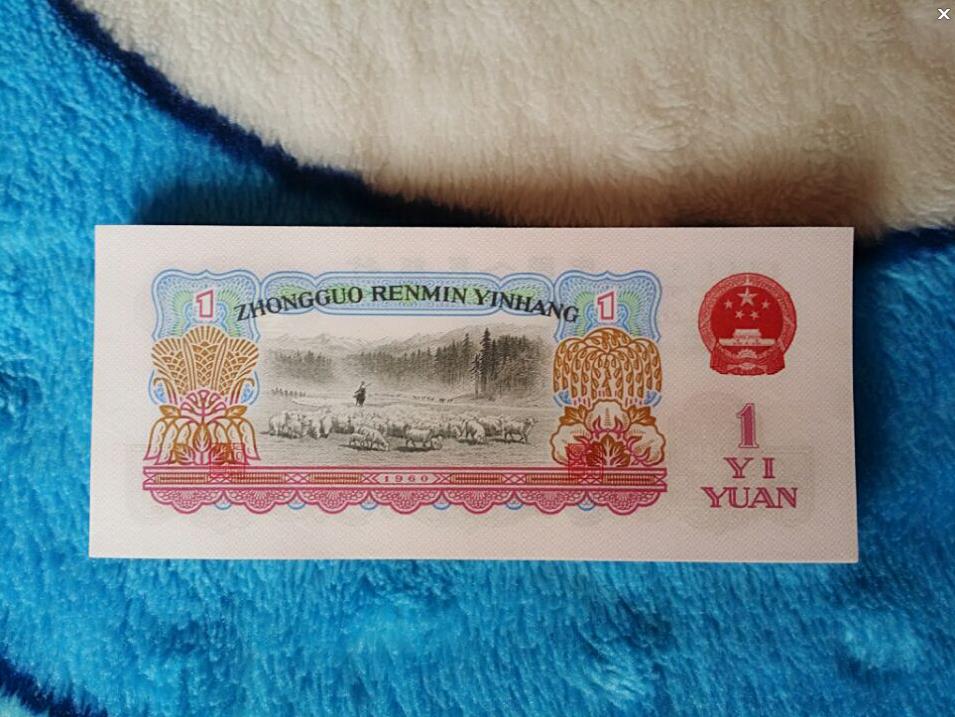 ZHONGGUO RENMIN YINHANG
1
1
1960
1
YI
YUAN